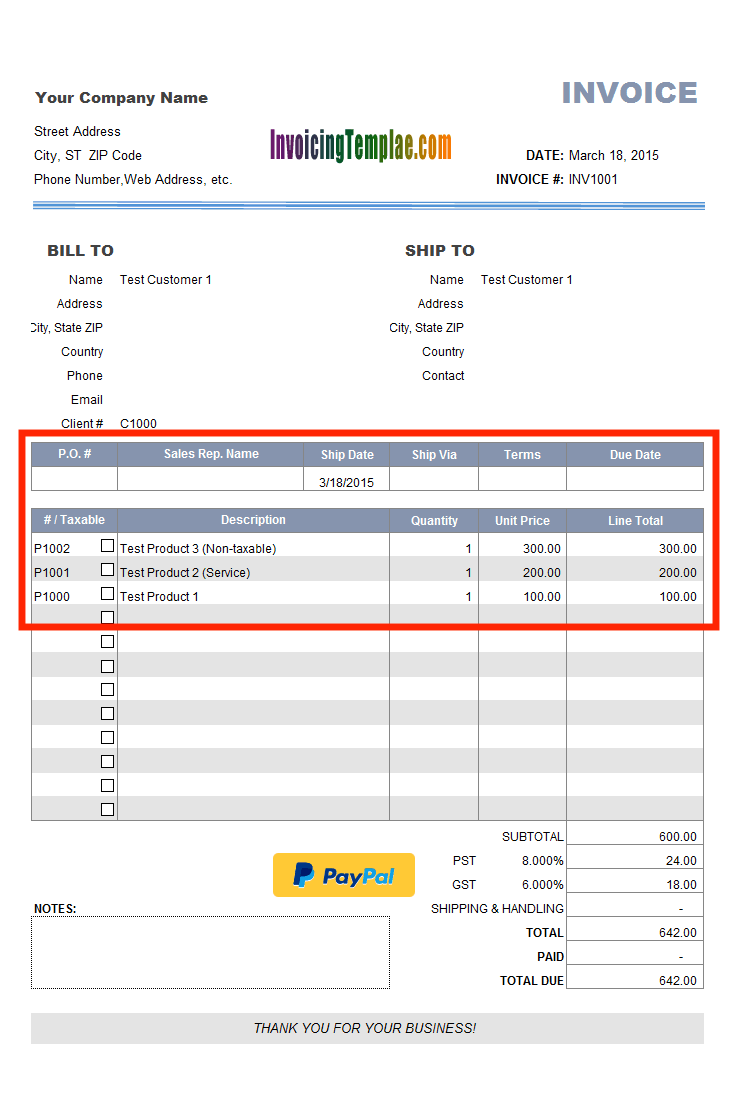 INVOICE
Your Company Name
Street Address
City, ST  ZIP Code
Phone Number,Web Address, etc.
InvoicingTemplae.com
DATE: March 18, 2015
INVOICE #: INV1001
BILL TO
Name Test Customer 1
Address
City, State ZIP
Country
Phone
Email
Client # C1000
SHIP TO
Name Test Customer 1
Address
City, State ZIP
Country
Contact
P.O. # Sales Rep. Name Ship Date Ship Via Terms Due Date
3/18/2015
# / Taxable Description Quantity Unit Price Line Total
P1002 Test Product 3 (Non-taxable) 1 300.00 300.00
P1001 Test Product 2 (Service) 1 200.00 200.00
P1000 Test Product 1 1 100.00 100.00
SUBTOTAL 600.00
PST 8.000% 24.00
GST 6.000% 18.00
SHIPPING & HANDLING -
TOTAL 642.00
PAID -
TOTAL DUE 642.00
PayPal
NOTES:
THANK YOU FOR YOUR BUSINESS!